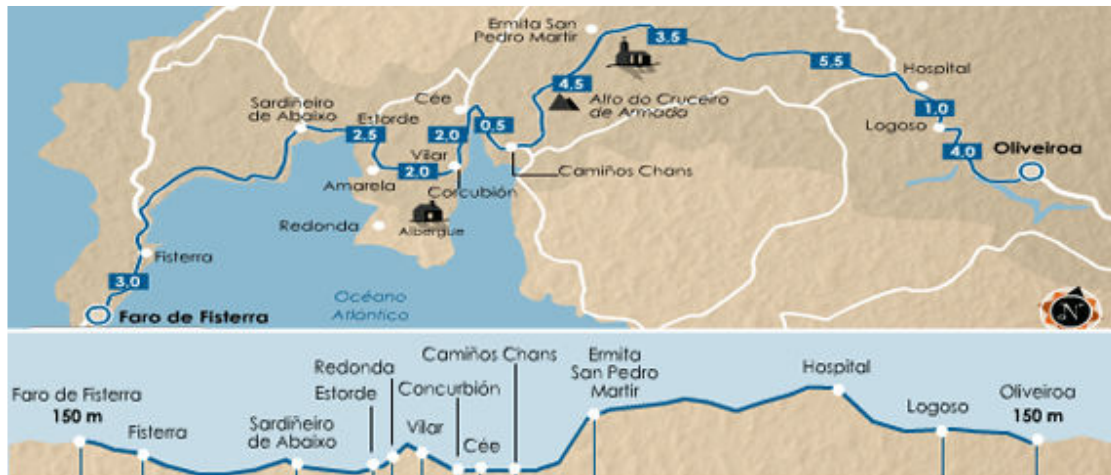 Ermita San
Pedro Martir
3.5
5.5
Hospital
Cée
4.5
Alto do Cruceiro
de Armada
1.0
Sardiñeiro
de Abaixo
Estorde
2.5
2.0
0.5
Logoso
Oliveiroa
4.0
Vilar
2.0
Camiños Chans
Amarela
Corcubión
Redonda
Albergue
Fisterra
3.0
Océano
Atlántico
Faro de Fisterra
N
Camiños Chans
Ermita
San Pedro
Martir
Redonda
Hospital
Faro de Fisterra
150 m
Estorde
Concurbión
Oliveiroa
150 m
Fisterra
Sardiñeiro
de Abaixo
Vilar
Cée
Logoso